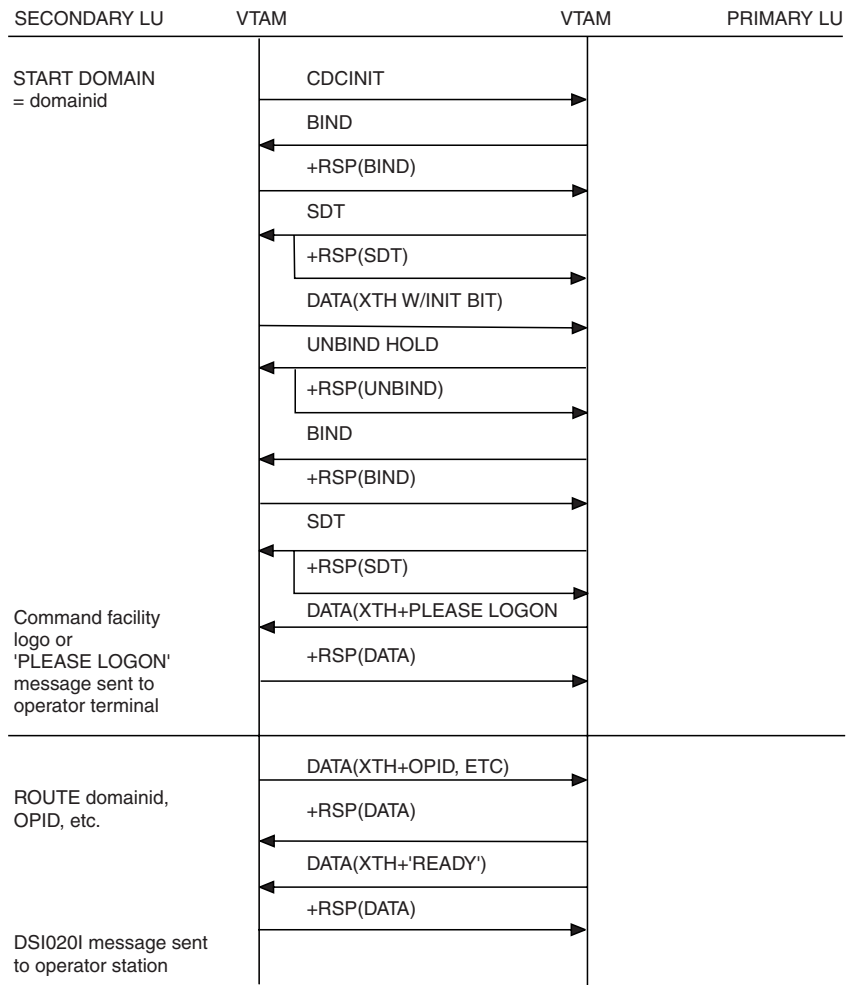 SECONDARY LU VTAM VTAM PRIMARY LU
START DOMAIN
= domainid
CDCINIT
BIND
+RSP(BIND)
SDT
+RSP(SDT)
DATA(XTH W/INIT BIT)
UNBIND HOLD
+RSP(UNBIND)
BIND
+RSP(BIND)
SDT
+RSP(SDT)
DATA(XTH+PLEASE LOGON
Command facility
logo or
'PLEASE LOGON'
message sent to
operator terminal
+RSP(DATA)
DATA(XTH+OPID, ETC)
ROUTE domainid,
OPID, etc.
+RSP(DATA)
DATA(XTH+'READY')
+RSP(DATA)
DSI020I message sent
to operator station